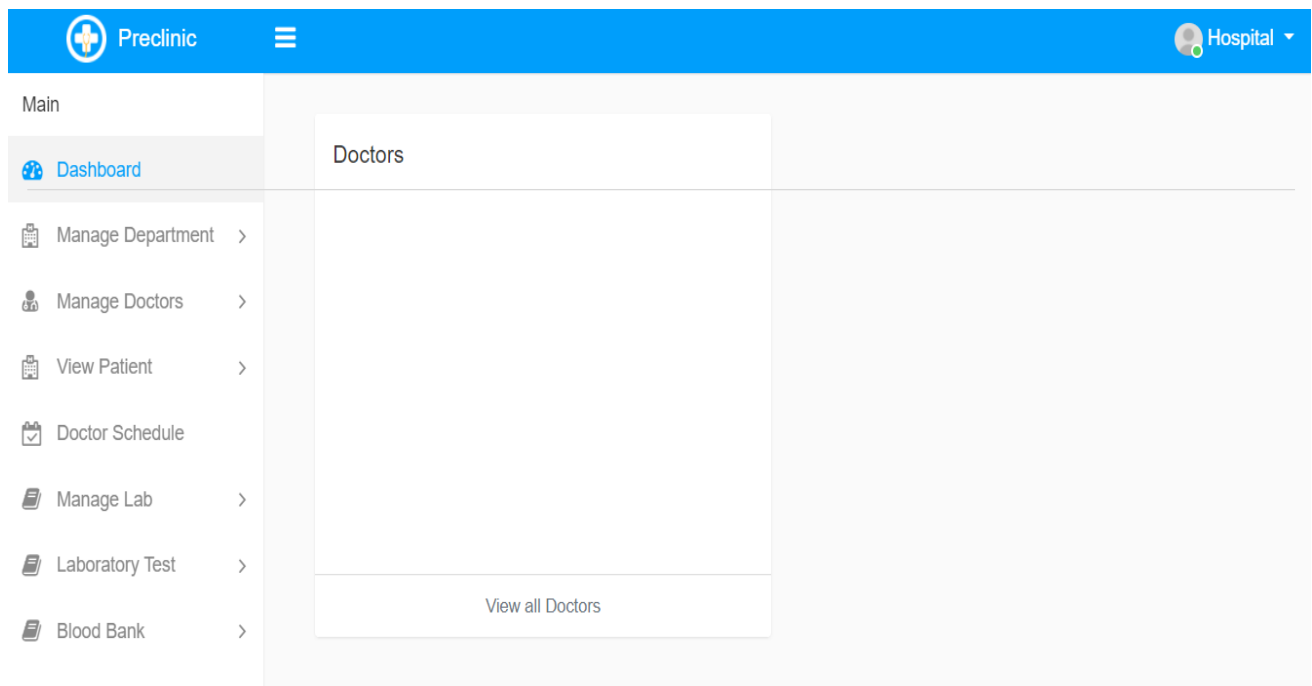 Preclinic
Hospital
Main
Dashboard
Doctors
Manage Department
Manage Doctors
View Patient
Doctor Schedule
Manage Lab
Laboratory Test
View all Doctors
Blood Bank